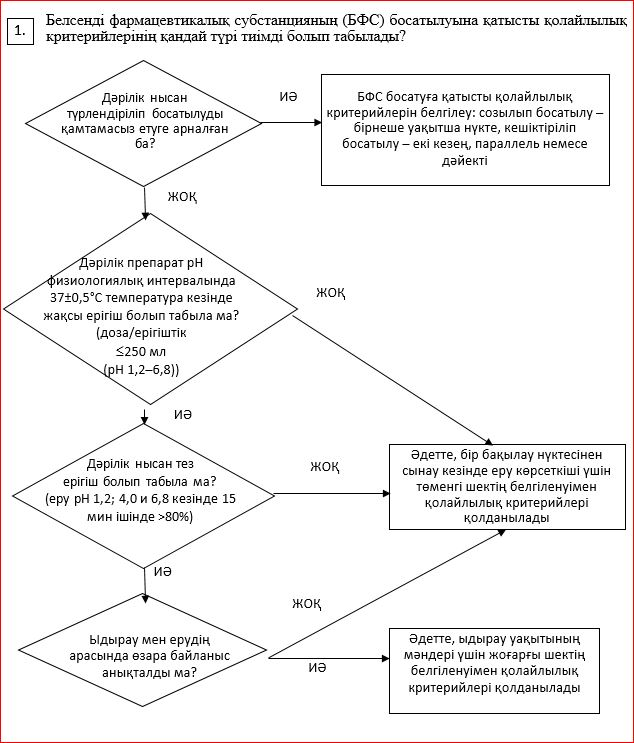 1.
Белсенді фармацевтикалық субстанцияның (БФС) босатылуына қатысты қолайлылық
критерийлерінің қандай түрі тиімді болып табылады?
Дәрілік нысан
түрлендіріліп босатылуды
қамтамасыз етуге арналған
ба?
ИӘ
БФС босатуға қатысты қолайлылық
критерийлерін белгілеу: созылып босатылу –
бірнеше уақытша нүкте, кешіктіріліп
босатылу – екі кезең, параллель немесе
дәйекті
ЖОҚ
Дәрілік препарат pH
физиологиялық интервалында
37±0,5°С температура кезінде
жақсы ерігіш болып табыла ма?
(доза/ерігіштік
≤250 мл
(pH 1,2–6,8))
ЖОҚ
ИӘ
Дәрілік нысан тез
ерігіш болып табыла ма?
(еру pH 1,2; 4,0 и 6,8 кезінде 15
мин ішінде >80%)
ЖОҚ
Әдетте, бір бақылау нүктесінен
сынау кезінде еру көрсеткіші үшін
төменгі шектің белгіленуімен
қолайлылық критерийлері
қолданылады
ИӘ
ЖОҚ
Ыдырау мен ерудің
арасында өзара байланыс
анықталды ма?
ИӘ
Әдетте, ыдырау уақытының
мәндері үшін жоғарғы шектің
белгіленуімен қолайлылық
критерийлері қолданылады